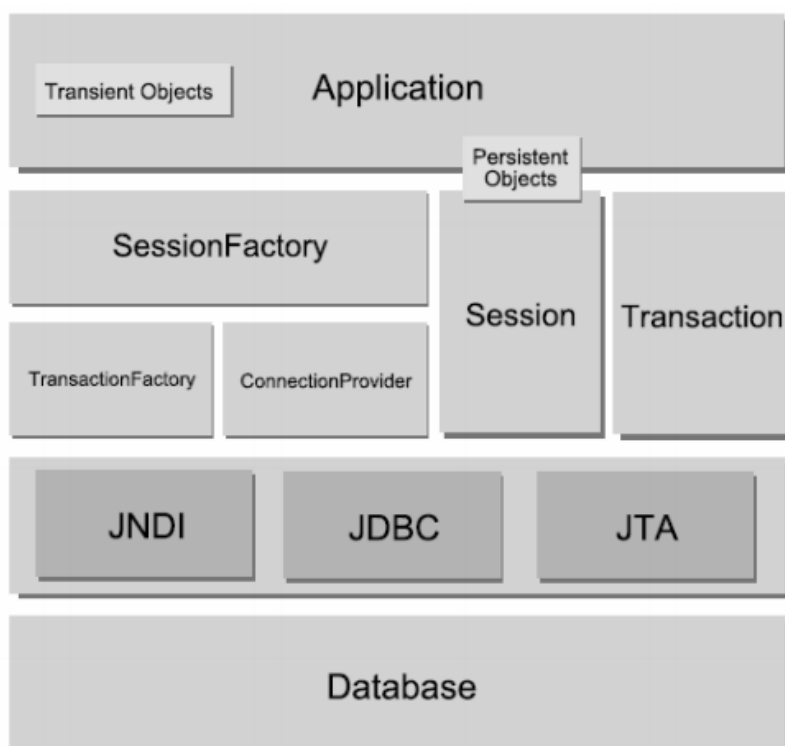 Transient Objects
Application
Persistent
Objects
SessionFactory
Session
Transaction
TransactionFactory
ConnectionProvider
JNDI
JDBC
JTA
Database